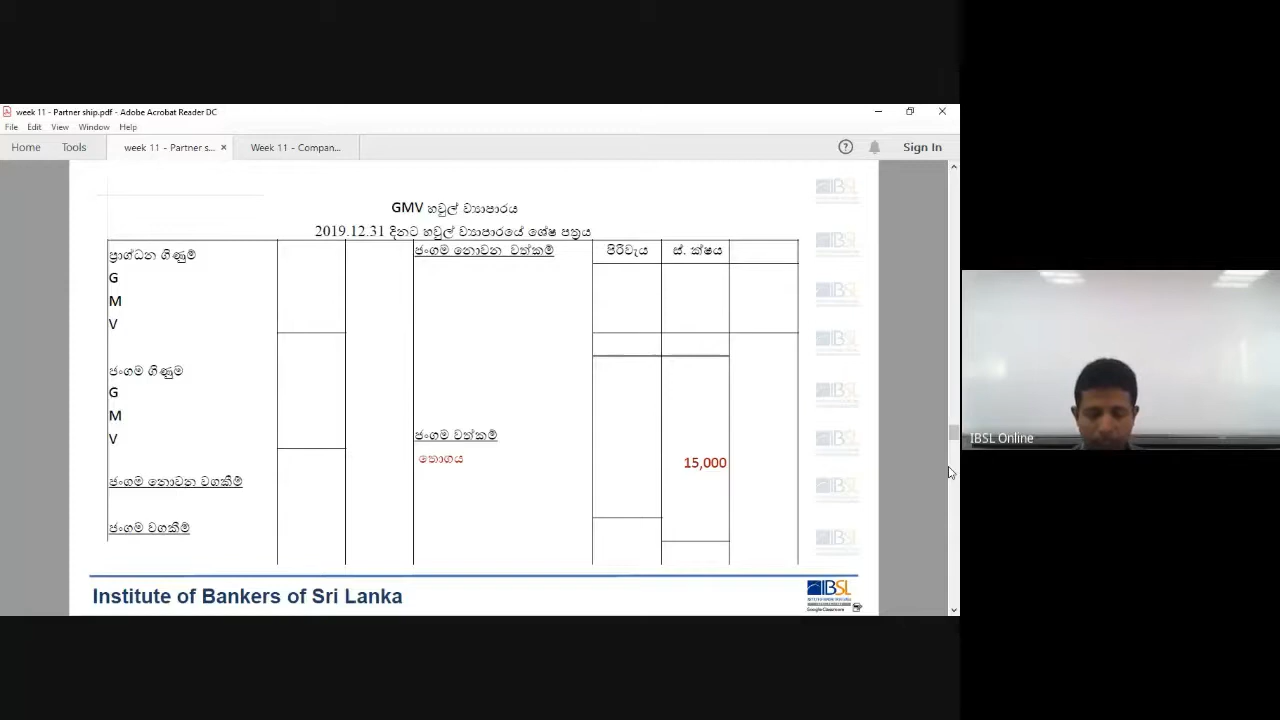 week 11 - Partner ship.pdf - Adobe Acrobat Reader DC
File Edit View Window Help
Home Tools week 11 - Partner s... × Week 11 - Compan... Sign In
GMV හවුල් ව්‍යාපාරය
2019.12.31 දිනට හවුල් ව්‍යාපාරයේ ශේෂ පත්‍රය
ප්‍රාග්ධන ගිණුම් ජංගම නොවන වත්කම් පිරිවැය ස්. ක්ෂය
G
M
V
ජංගම ගිණුම
G
M
V ජංගම වත්කම්
තොගය 15,000
ජංගම නොවන වගකීම්
ජංගම වගකීම්
Institute of Bankers of Sri Lanka
IBSL
Google Classroom
IBSL Online